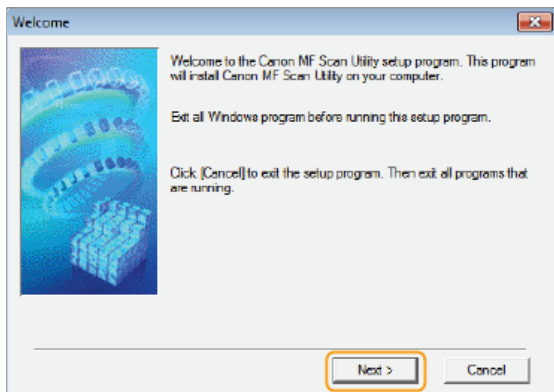 Welcome
Welcome to the Canon MF Scan Utility setup program. This program
will install Canon MF Scan Utility on your computer.
Exit all Windows program before running this setup program.
Click [Cancel] to exit the setup program. Then exit all programs that
are running.
Next >
Cancel